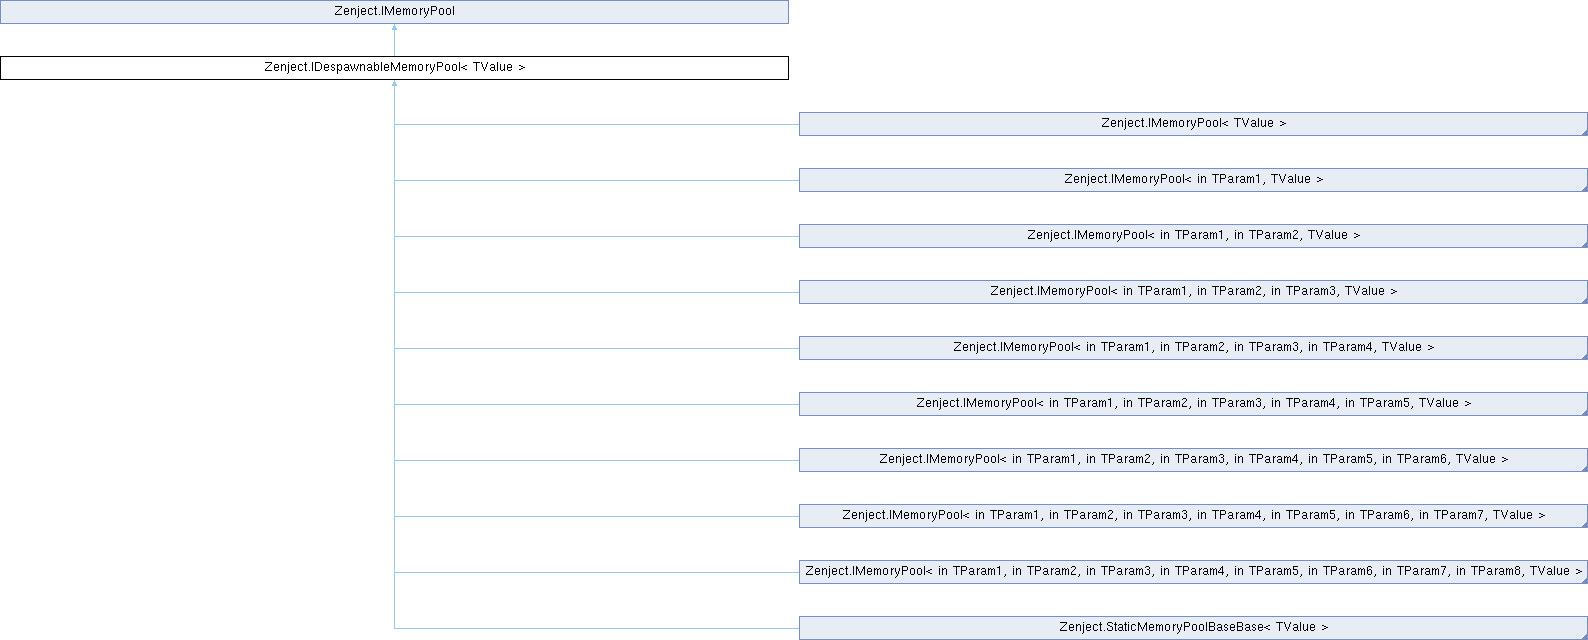 Zenject.IMemoryPool
Zenject.IDespawnableMemoryPool< TValue >
Zenject.IMemoryPool< TValue >
Zenject.IMemoryPool< in TParam1, TValue >
Zenject.IMemoryPool< in TParam1, in TParam2, TValue >
Zenject.IMemoryPool< in TParam1, in TParam2, in TParam3, TValue >
Zenject.IMemoryPool< in TParam1, in TParam2, in TParam3, in TParam4, TValue >
Zenject.IMemoryPool< in TParam1, in TParam2, in TParam3, in TParam4, in TParam5, TValue >
Zenject.IMemoryPool< in TParam1, in TParam2, in TParam3, in TParam4, in TParam5, in TParam6, TValue >
Zenject.IMemoryPool< in TParam1, in TParam2, in TParam3, in TParam4, in TParam5, in TParam6, in TParam7, TValue >
Zenject.IMemoryPool< in TParam1, in TParam2, in TParam3, in TParam4, in TParam5, in TParam6, in TParam7, in TParam8, TValue >
Zenject.StaticMemoryPoolBaseBase< TValue >